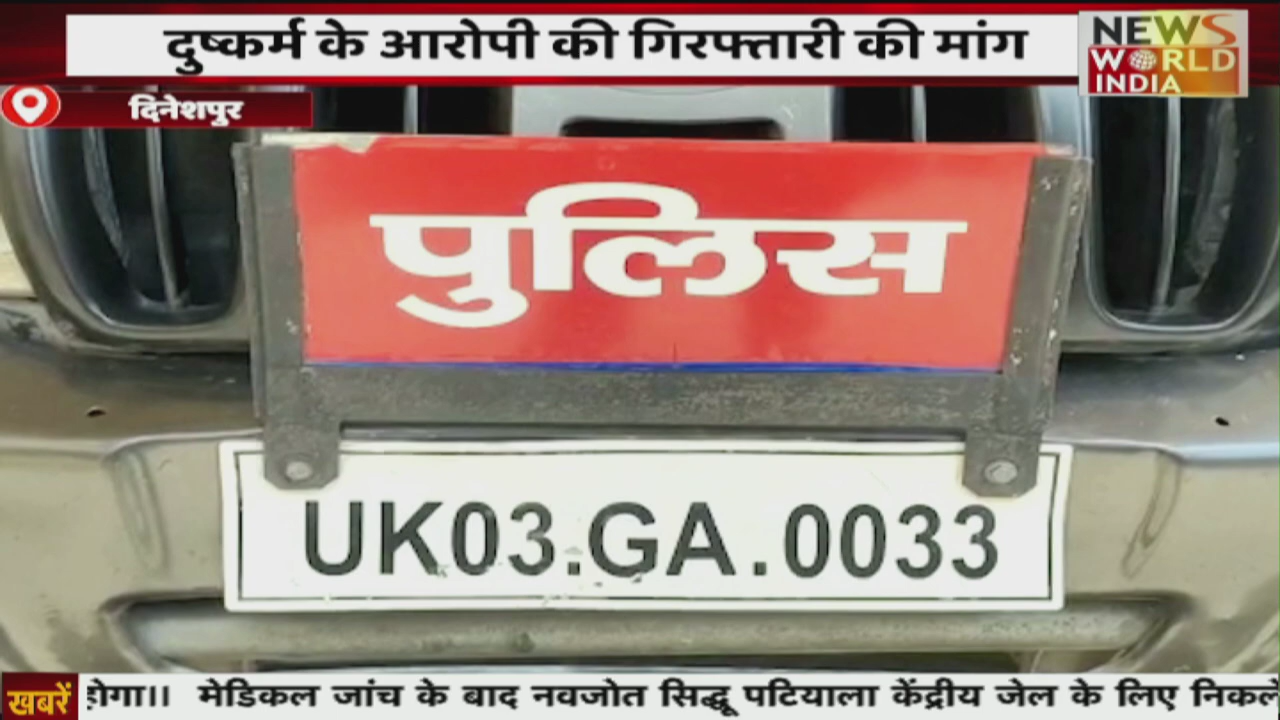 दुष्कर्म के आरोपी की गिरफ्तारी की मांग
NEWS
WORLD
INDIA
दिनेशपुर
पुलिस
UK03.GA.0033
खबरें
होगा।। मेडिकल जांच के बाद नवजोत सिद्धू पटियाला केंद्रीय जेल के लिए निकले